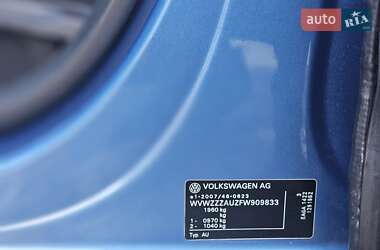 auto RIA
VOLKSWAGEN AG
e1*2007/46*0623
WVWZZZAUZFW909833
1960 kg
kg
1- 0970 kg
2- 1040 kg
Typ AU
3